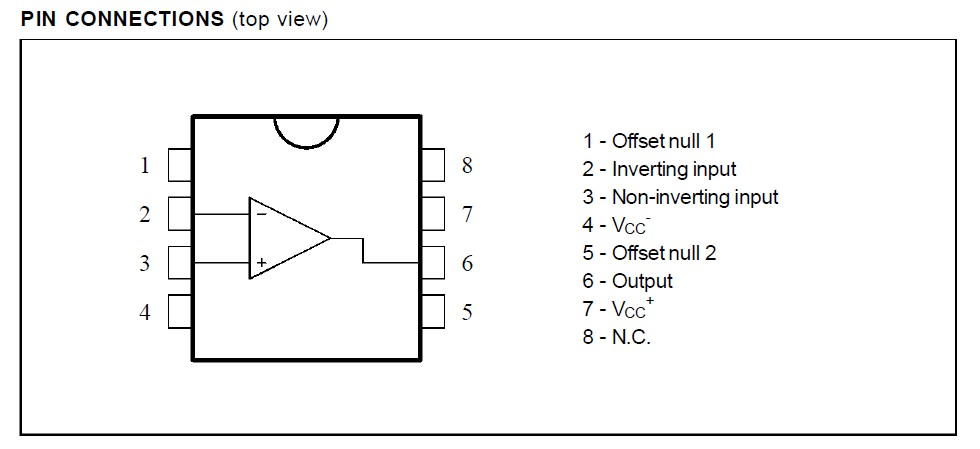 PIN CONNECTIONS (top view)
1
2
3
4
8
7
6
5
−
+
1 - Offset null 1
2 - Inverting input
3 - Non-inverting input
4 - VCC-
5 - Offset null 2
6 - Output
7 - VCC+
8 - N.C.